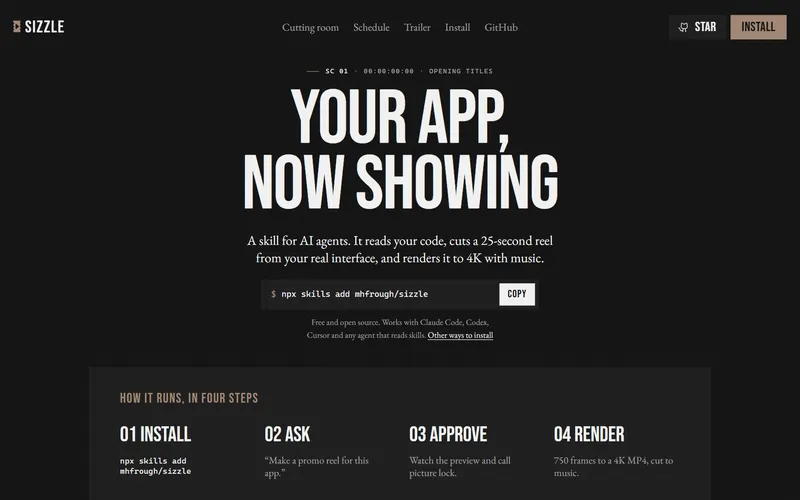 SIZZLE
Cutting room
Schedule
Trailer
Install
GitHub
STAR
INSTALL
SC 01 · 00:00:00:00 · OPENING TITLES
YOUR APP,
NOW SHOWING
A skill for AI agents. It reads your code, cuts a 25-second reel
from your real interface, and renders it to 4K with music.
$ npx skills add mhfrough/sizzle
COPY
Free and open source. Works with Claude Code, Codex,
Cursor and any agent that reads skills. Other ways to install
HOW IT RUNS, IN FOUR STEPS
01 INSTALL
npx skills add
mhfrough/sizzle
02 ASK
“Make a promo reel for this
app.”
03 APPROVE
Watch the preview and call
picture lock.
04 RENDER
750 frames to a 4K MP4, cut to
music.